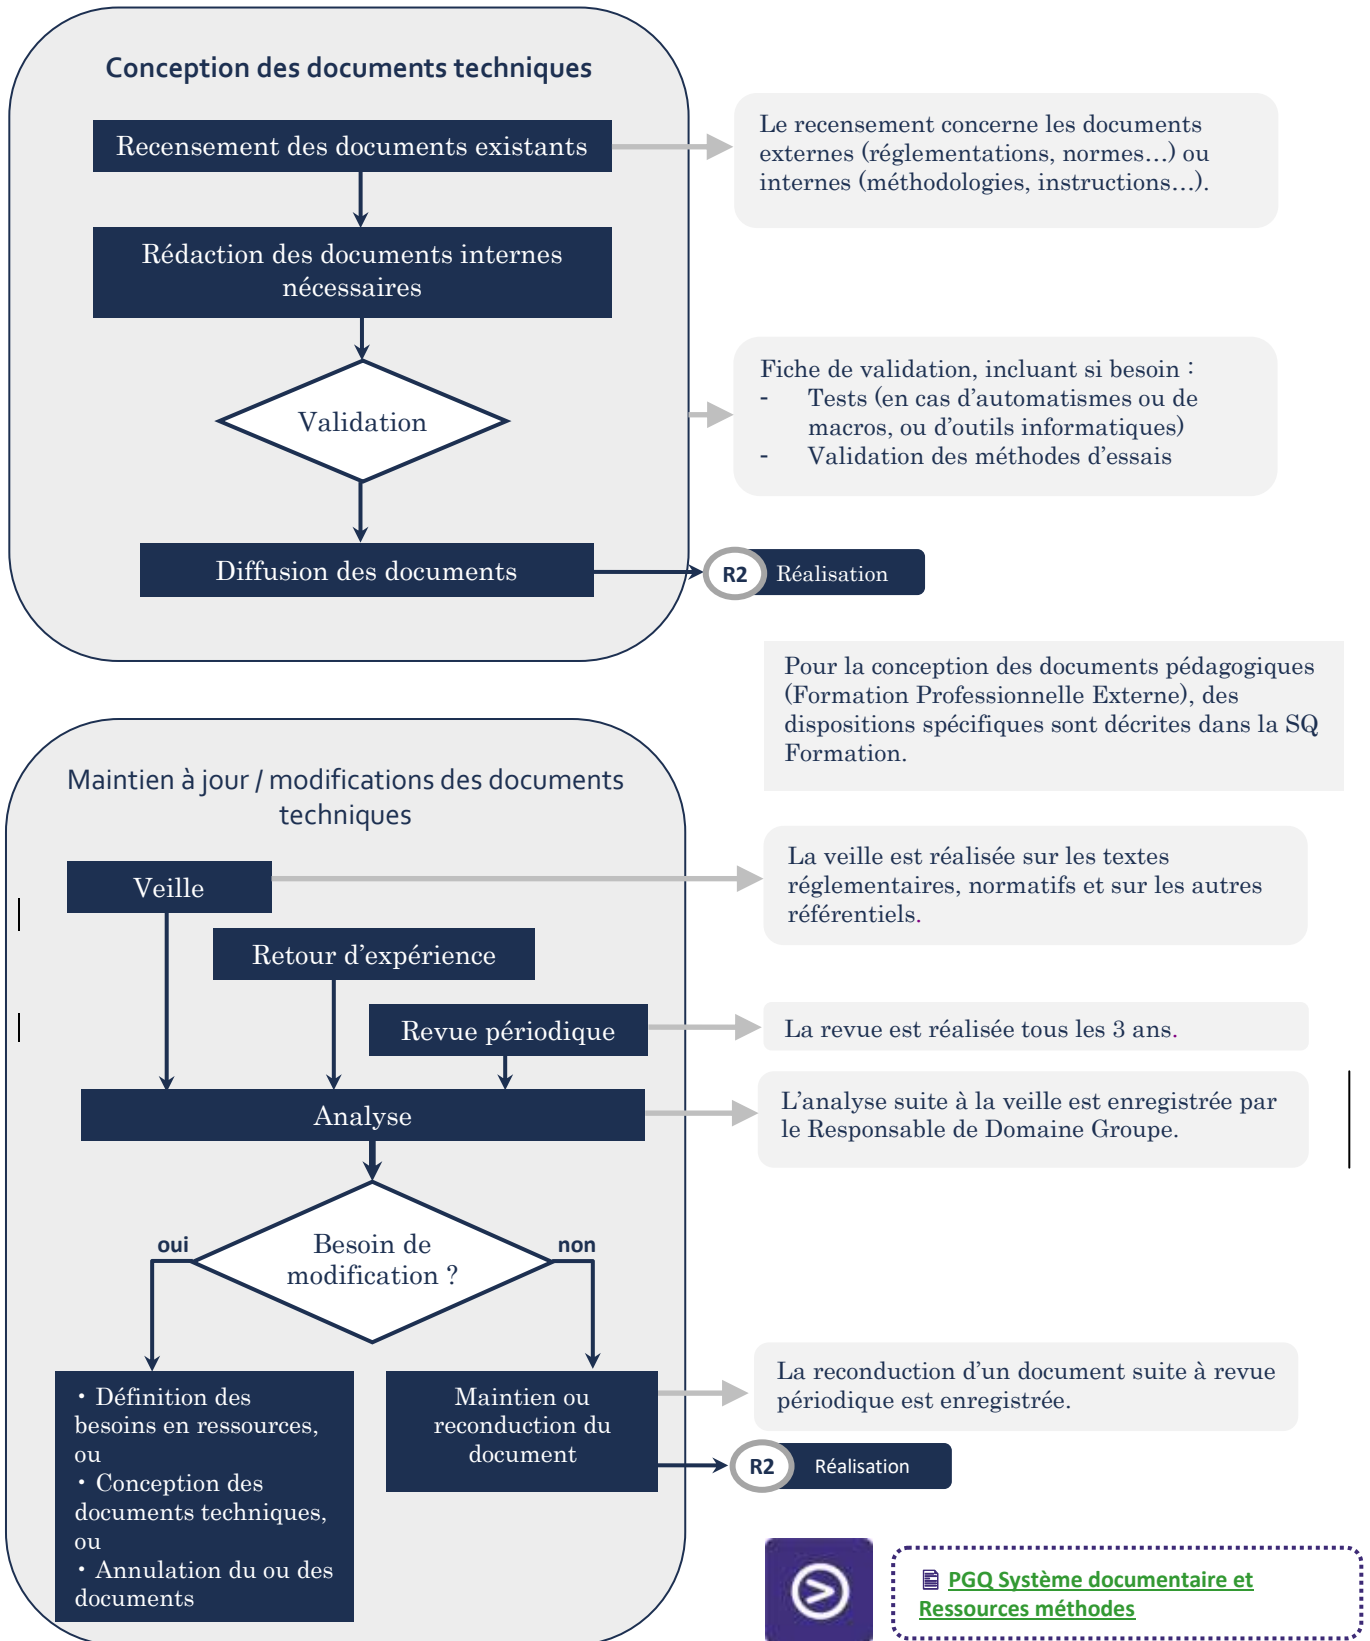 Conception des documents techniques
Recensement des documents existants
Le recensement concerne les documents
externes (réglementations, normes…) ou
internes (méthodologies, instructions…).
Rédaction des documents internes
nécessaires
Validation
Fiche de validation, incluant si besoin :
- Tests (en cas d’automatismes ou de
macros, ou d’outils informatiques)
- Validation des méthodes d’essais
Diffusion des documents
R2 Réalisation
Pour la conception des documents pédagogiques
(Formation Professionnelle Externe), des
dispositions spécifiques sont décrites dans la SQ
Formation.
Maintien à jour / modifications des documents
techniques
Veille
La veille est réalisée sur les textes
réglementaires, normatifs et sur les autres
référentiels.
Retour d’expérience
Revue périodique
La revue est réalisée tous les 3 ans.
Analyse
L’analyse suite à la veille est enregistrée par
le Responsable de Domaine Groupe.
Besoin de
modification ?
oui
non
• Définition des
besoins en ressources,
ou
• Conception des
documents techniques,
ou
• Annulation du ou des
documents
Maintien ou
reconduction du
document
La reconduction d’un document suite à revue
périodique est enregistrée.
R2 Réalisation
PGQ Système documentaire et
Ressources méthodes